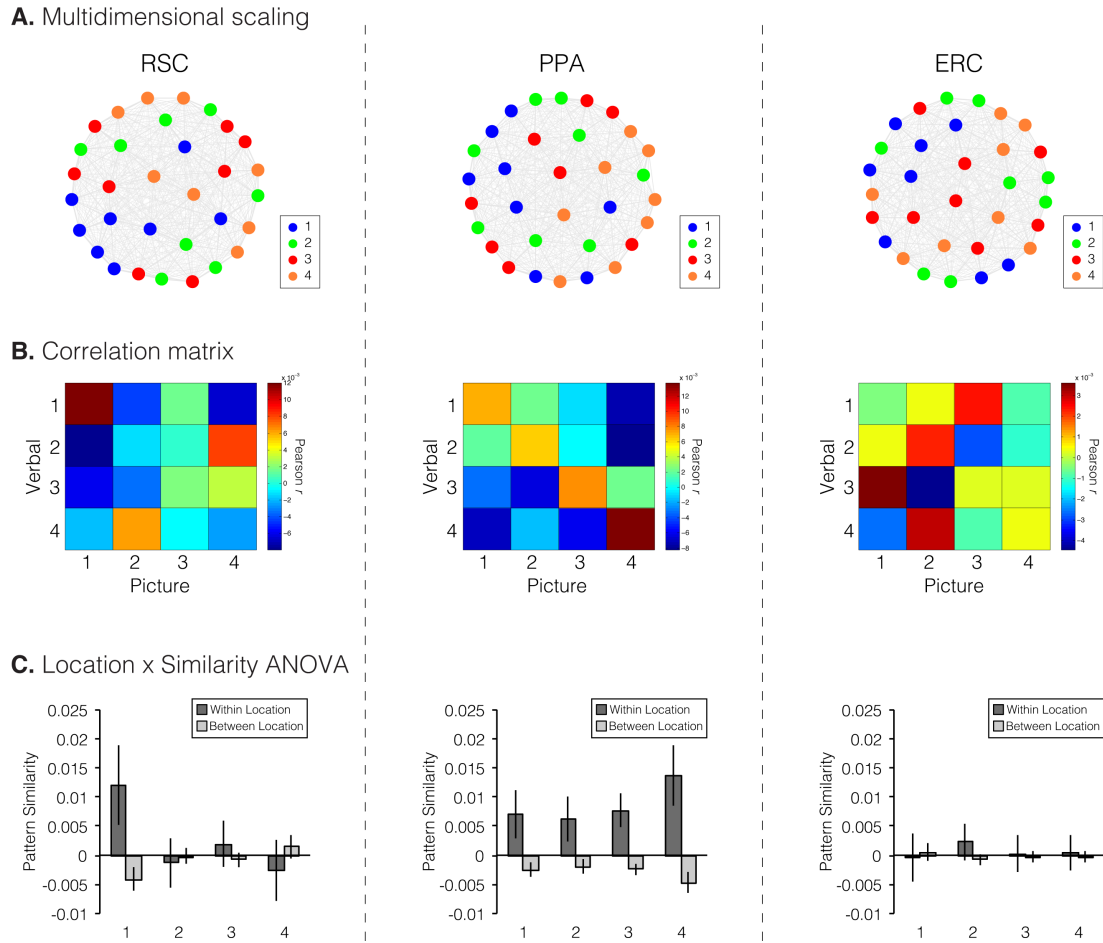 A. Multidimensional scaling
RSC
PPA
ERC
1
2
3
4
1
2
3
4
1
2
3
4
B. Correlation matrix
Verbal
1
2
3
4
1 2 3 4
Picture
x 10⁻³
12
10
8
6
4
2
0
−2
−4
−6
Pearson r
Verbal
1
2
3
4
1 2 3 4
Picture
x 10⁻³
14
12
10
8
6
4
2
0
−2
−4
−6
−8
Pearson r
Verbal
1
2
3
4
1 2 3 4
Picture
x 10⁻³
3
2
1
0
−1
−2
−3
−4
Pearson r
C. Location x Similarity ANOVA
Within Location
Between Location
Pattern Similarity
0.025
0.02
0.015
0.01
0.005
0
-0.005
-0.01
1 2 3 4
Within Location
Between Location
Pattern Similarity
0.025
0.02
0.015
0.01
0.005
0
-0.005
-0.01
1 2 3 4
Within Location
Between Location
Pattern Similarity
0.025
0.02
0.015
0.01
0.005
0
-0.005
-0.01
1 2 3 4